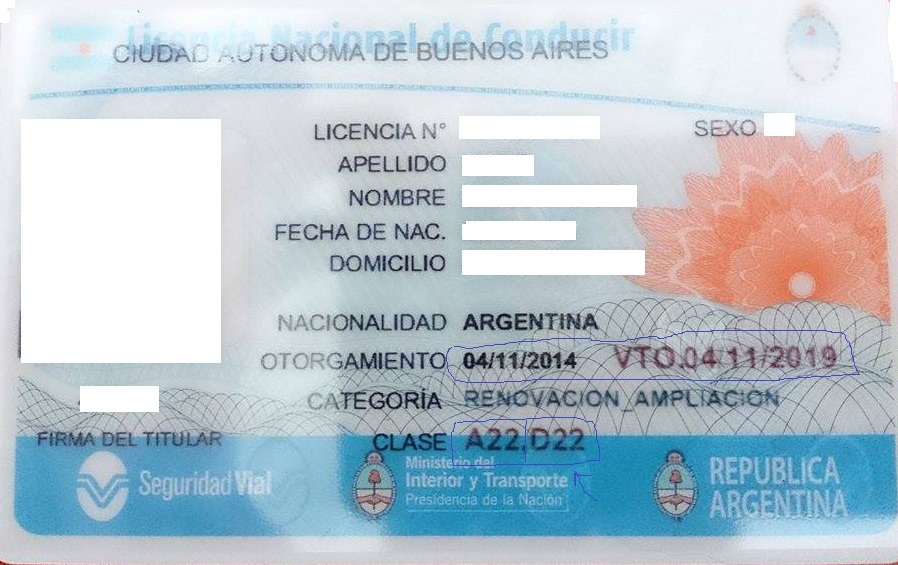 Licencia Nacional de Conducir
CIUDAD AUTONOMA DE BUENOS AIRES
LICENCIA N°
SEXO
APELLIDO
NOMBRE
FECHA DE NAC.
DOMICILIO
NACIONALIDAD ARGENTINA
OTORGAMIENTO 04/11/2014 VTO.04/11/2019
CATEGORÍA RENOVACION_AMPLIACION
FIRMA DEL TITULAR
CLASE A22,D22
Seguridad Vial
Ministerio del
Interior y Transporte
Presidencia de la Nación
REPUBLICA
ARGENTINA